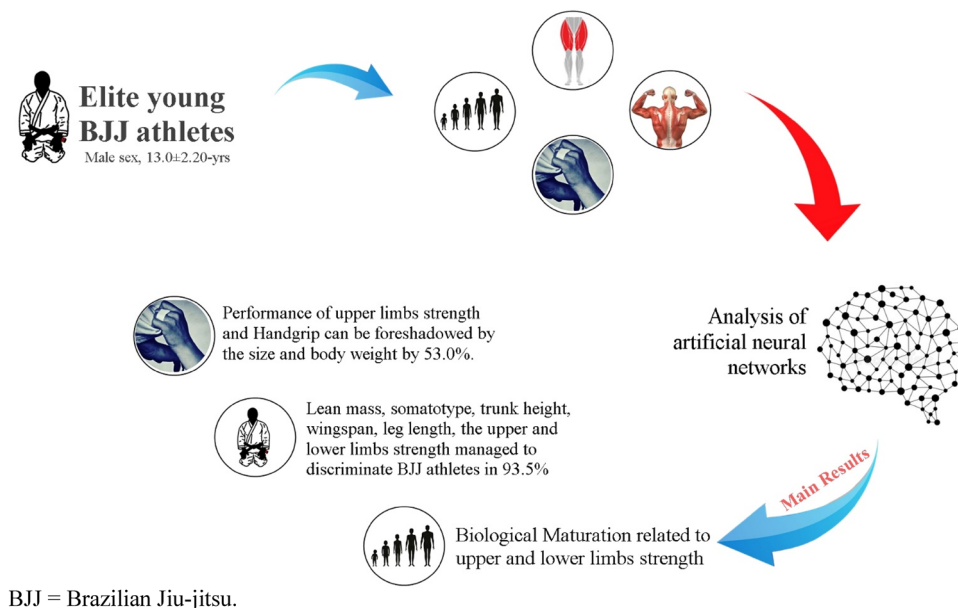 Elite young
BJJ athletes
Male sex, 13.0±2.20-yrs
Analysis of
artificial neural
networks
Main Results
Performance of upper limbs strength
and Handgrip can be foreshadowed by
the size and body weight by 53.0%.
Lean mass, somatotype, trunk height,
wingspan, leg length, the upper and
lower limbs strength managed to
discriminate BJJ athletes in 93.5%
Biological Maturation related to
upper and lower limbs strength
BJJ = Brazilian Jiu-jitsu.